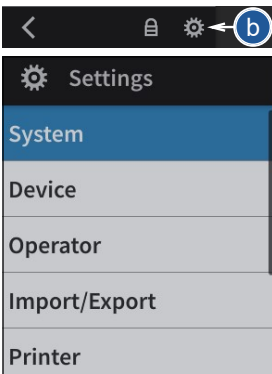 b
Settings
System
Device
Operator
Import/Export
Printer